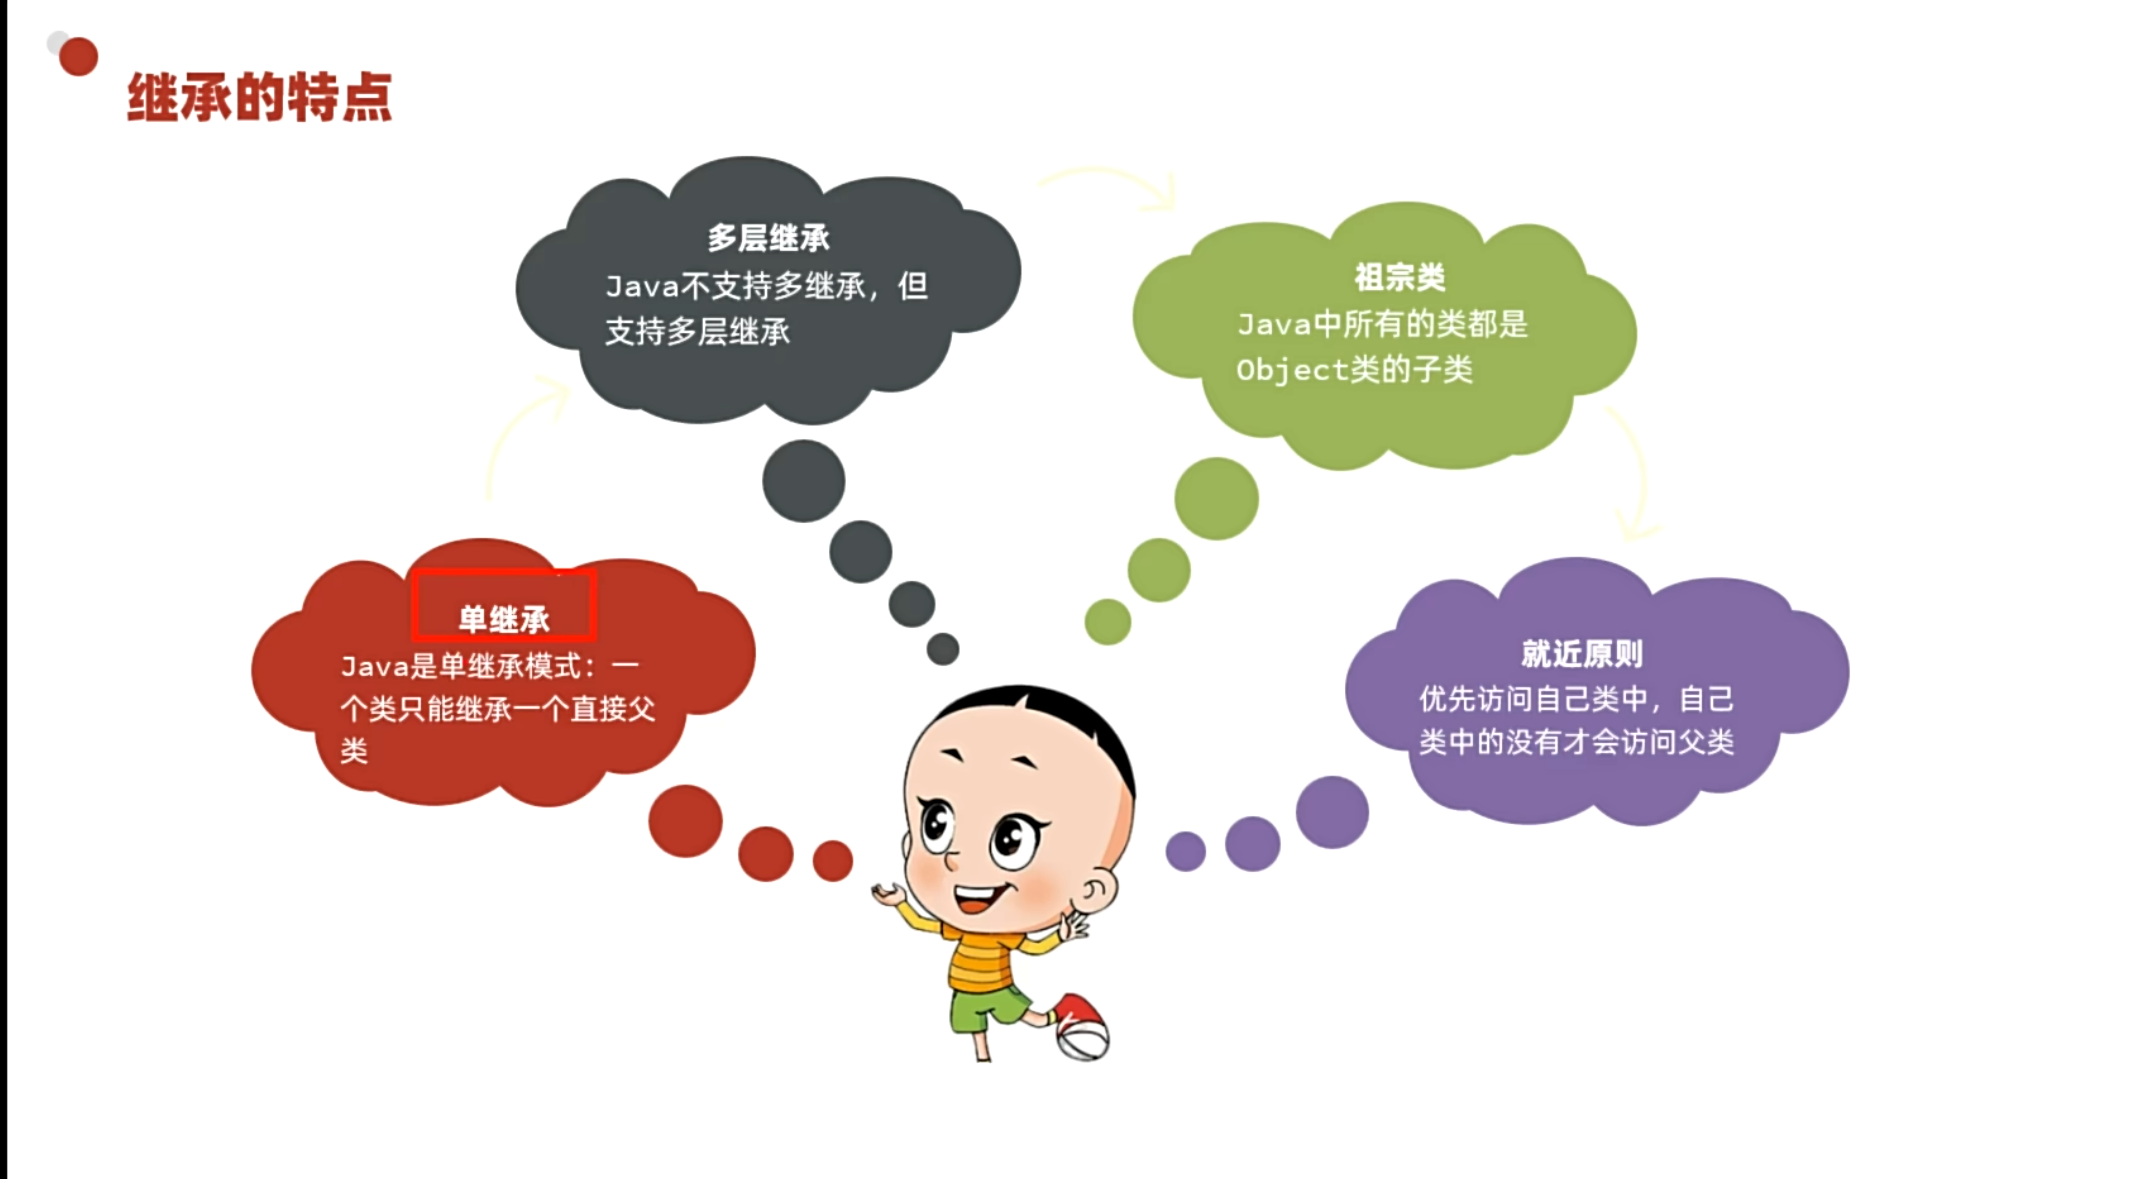 继承的特点
单继承
Java是单继承模式：一
个类只能继承一个直接父
类
多层继承
Java不支持多继承，但
支持多层继承
祖宗类
Java中所有的类都是
Object类的子类
就近原则
优先访问自己类中，自己
类中的没有才会访问父类